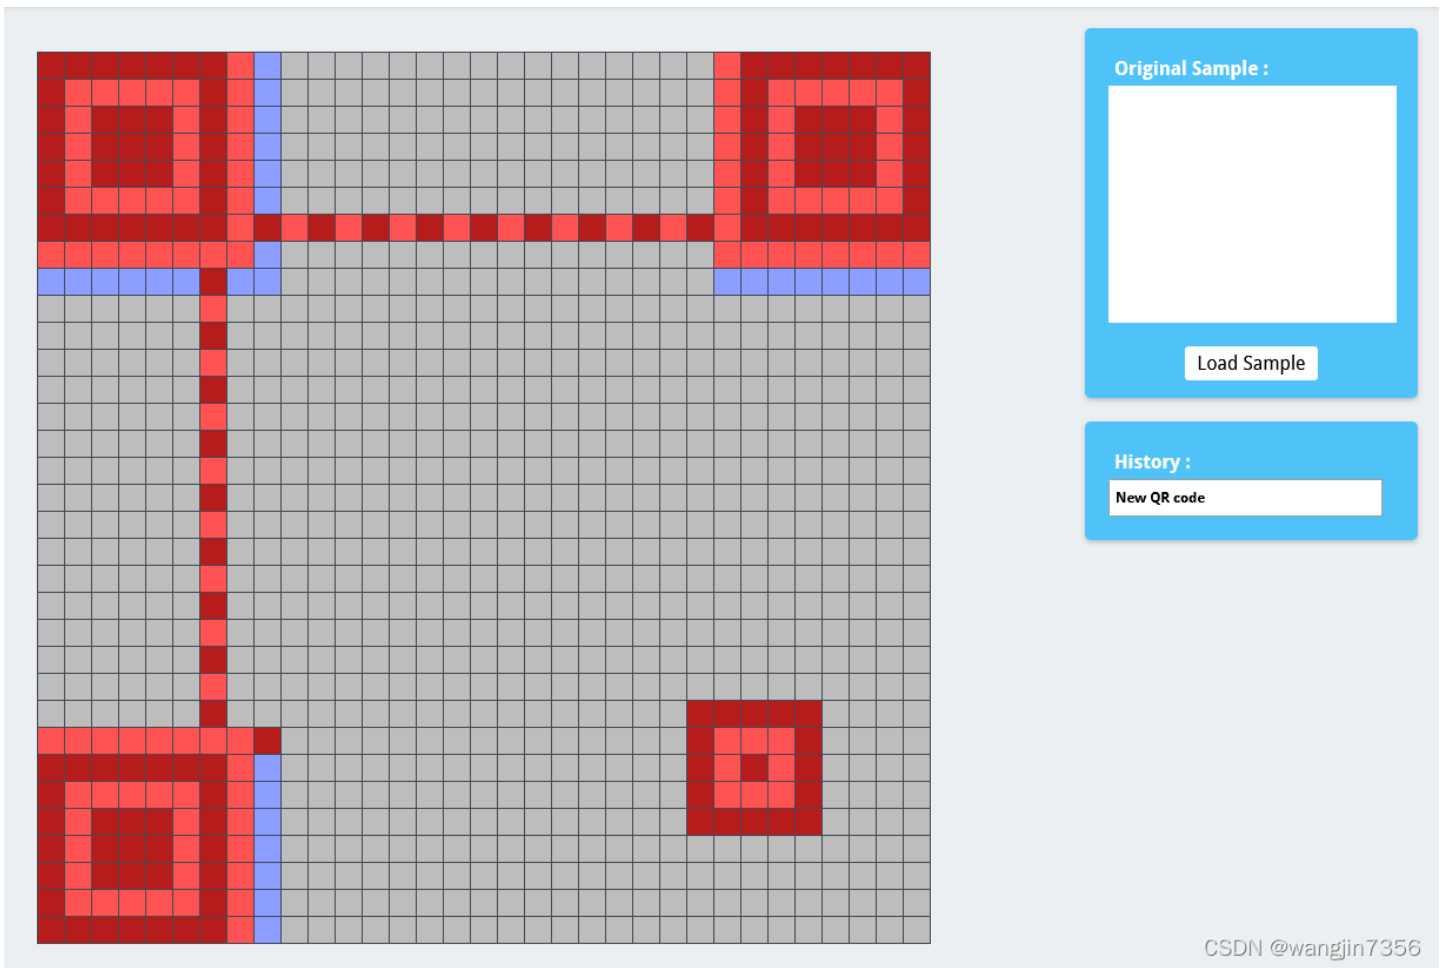 Original Sample :
Load Sample
History :
New QR code
CSDN @wangjin7356